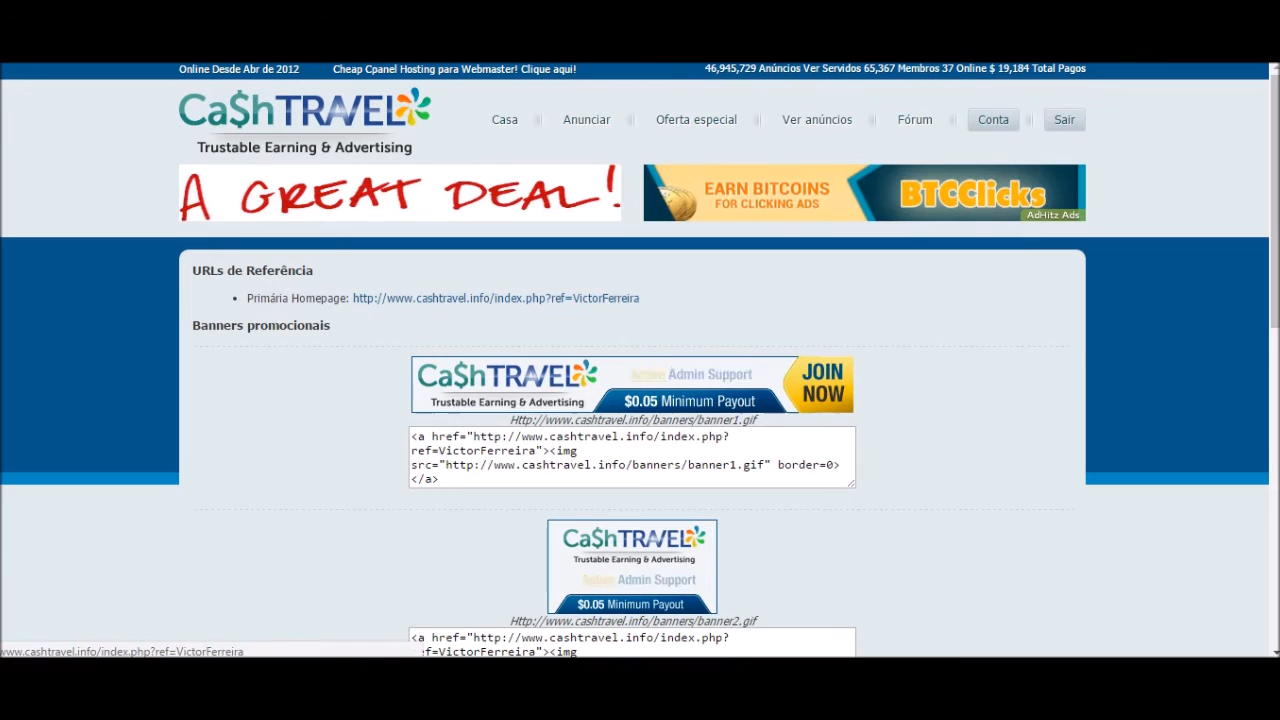 Online Desde Abr de 2012 Cheap Cpanel Hosting para Webmaster! Clique aqui! 46,945,729 Anúncios Ver Servidos 65,367 Membros 37 Online $ 19,184 Total Pagos
Ca$hTRAVEL
Trustable Earning & Advertising
Casa Anunciar Oferta especial Ver anúncios Fórum Conta Sair
A GREAT DEAL!
EARN BITCOINS
FOR CLICKING ADS
BTCClicks
AdHitz Ads
URLs de Referência
• Primária Homepage: http://www.cashtravel.info/index.php?ref=VictorFerreira
Banners promocionais
Ca$hTRAVEL
Trustable Earning & Advertising
Active Admin Support
$0.05 Minimum Payout
JOIN
NOW
Http://www.cashtravel.info/banners/banner1.gif
<a href="http://www.cashtravel.info/index.php?
ref=VictorFerreira"><img
src="http://www.cashtravel.info/banners/banner1.gif" border=0>
</a>
Ca$hTRAVEL
Trustable Earning & Advertising
Active Admin Support
$0.05 Minimum Payout
Http://www.cashtravel.info/banners/banner2.gif
<a href="http://www.cashtravel.info/index.php?
ref=VictorFerreira"><img
www.cashtravel.info/index.php?ref=VictorFerreira